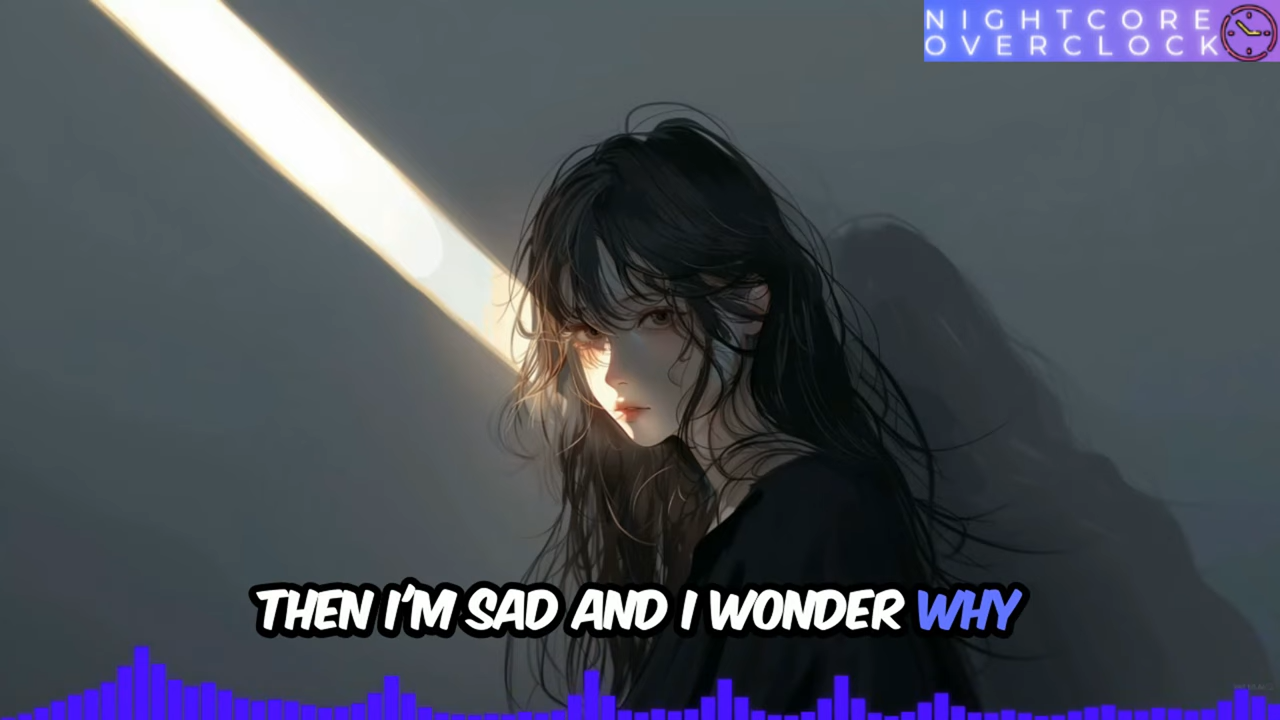 NIGHTCORE
OVERCLOCK
THEN I'M SAD AND I WONDER WHY